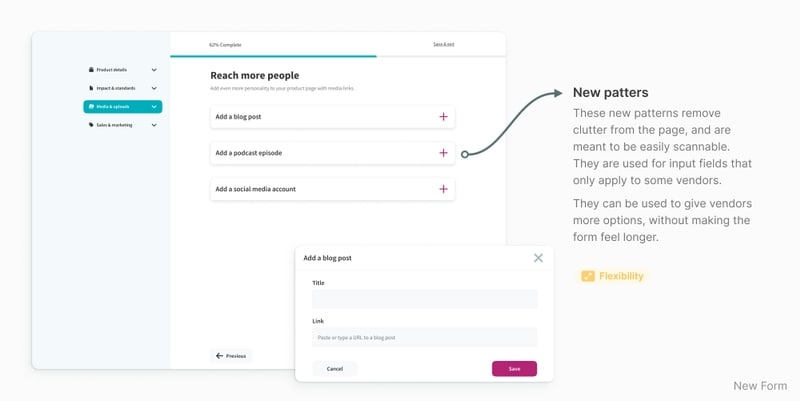 62% Complete
Save & exit
Product details
Impact & standards
Media & uploads
Sales & marketing
Reach more people
Add even more personality to your product page with media links.
Add a blog post
Add a podcast episode
Add a social media account
Previous
Add a blog post
Title
Link
Paste or type a URL to a blog post
Cancel
Save
New patters
These new patterns remove
clutter from the page, and are
meant to be easily scannable.
They are used for input fields that
only apply to some vendors.
They can be used to give vendors
more options, without making the
form feel longer.
Flexibility
New Form